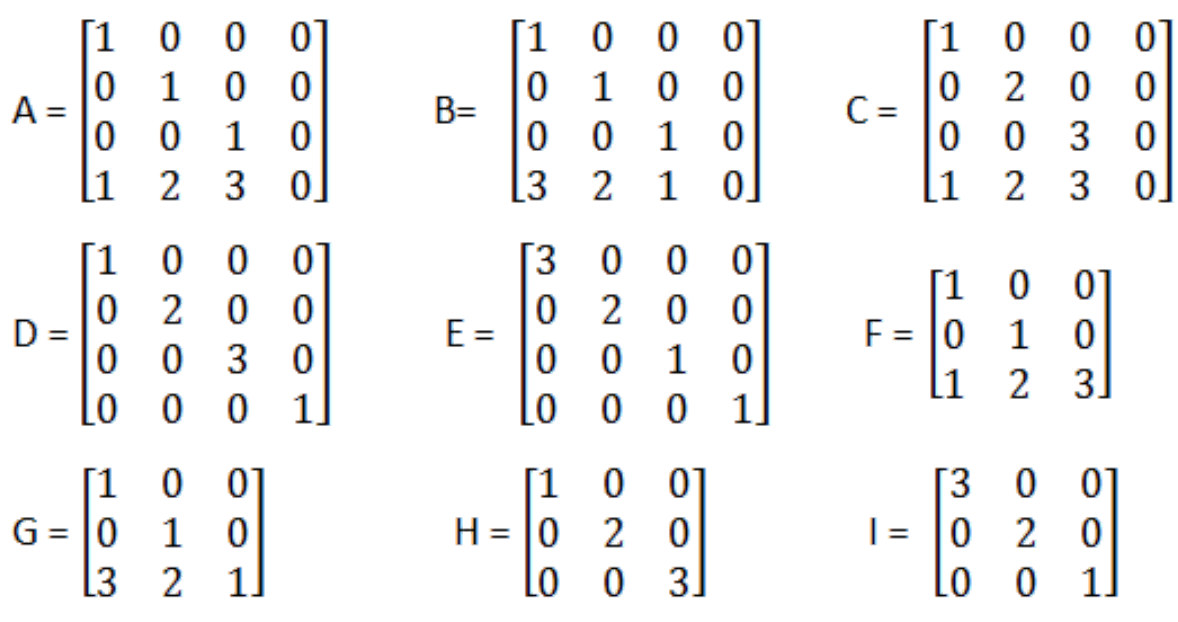 A = [1 0 0 0
0 1 0 0
0 0 1 0
1 2 3 0]
B= [1 0 0 0
0 1 0 0
0 0 1 0
3 2 1 0]
C = [1 0 0 0
0 2 0 0
0 0 3 0
1 2 3 0]
D = [1 0 0 0
0 2 0 0
0 0 3 0
0 0 0 1]
E = [3 0 0 0
0 2 0 0
0 0 1 0
0 0 0 1]
F = [1 0 0
0 1 0
1 2 3]
G = [1 0 0
0 1 0
3 2 1]
H = [1 0 0
0 2 0
0 0 3]
I = [3 0 0
0 2 0
0 0 1]